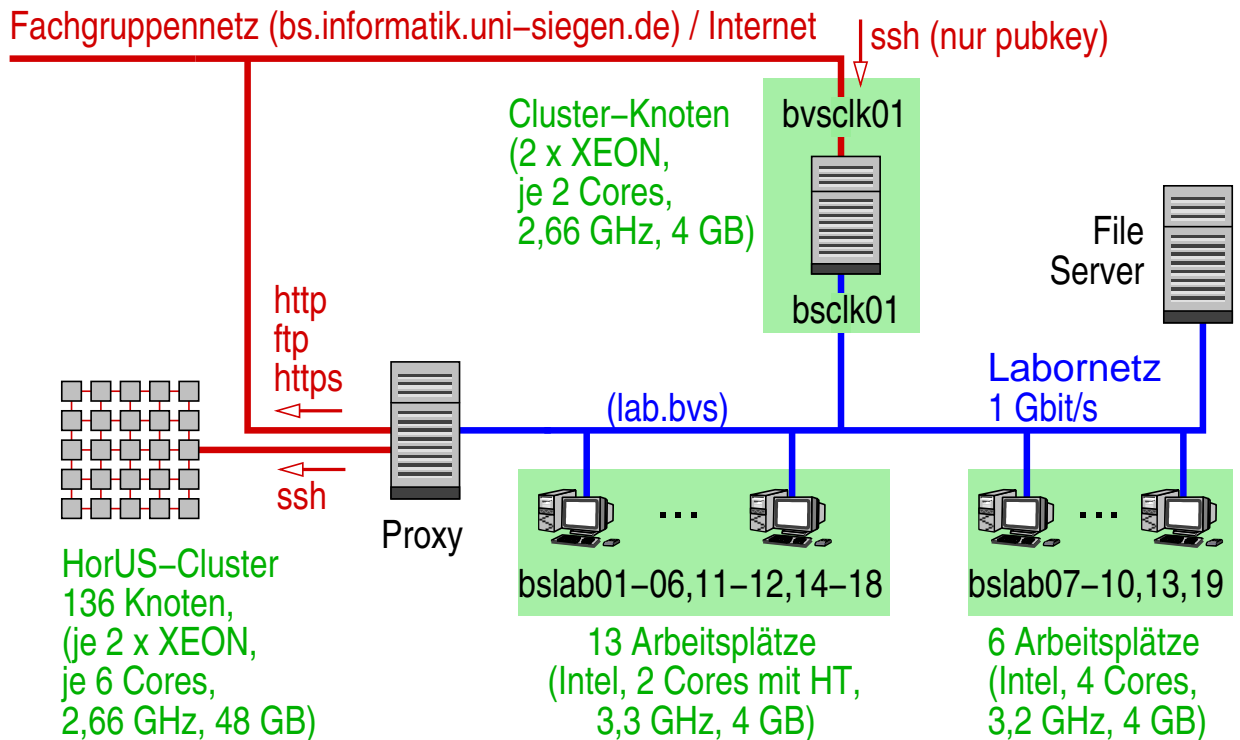 Fachgruppennetz (bs.informatik.uni−siegen.de) / Internet
ssh (nur pubkey)
Cluster−Knoten
(2 x XEON,
je 2 Cores,
2,66 GHz, 4 GB)
bvsclk01
bsclk01
File
Server
http
ftp
https
ssh
Proxy
(lab.bvs)
Labornetz
1 Gbit/s
HorUS−Cluster
136 Knoten,
(je 2 x XEON,
je 6 Cores,
2,66 GHz, 48 GB)
...
bslab01−06,11−12,14−18
13 Arbeitsplätze
(Intel, 2 Cores mit HT,
3,3 GHz, 4 GB)
...
bslab07−10,13,19
6 Arbeitsplätze
(Intel, 4 Cores,
3,2 GHz, 4 GB)